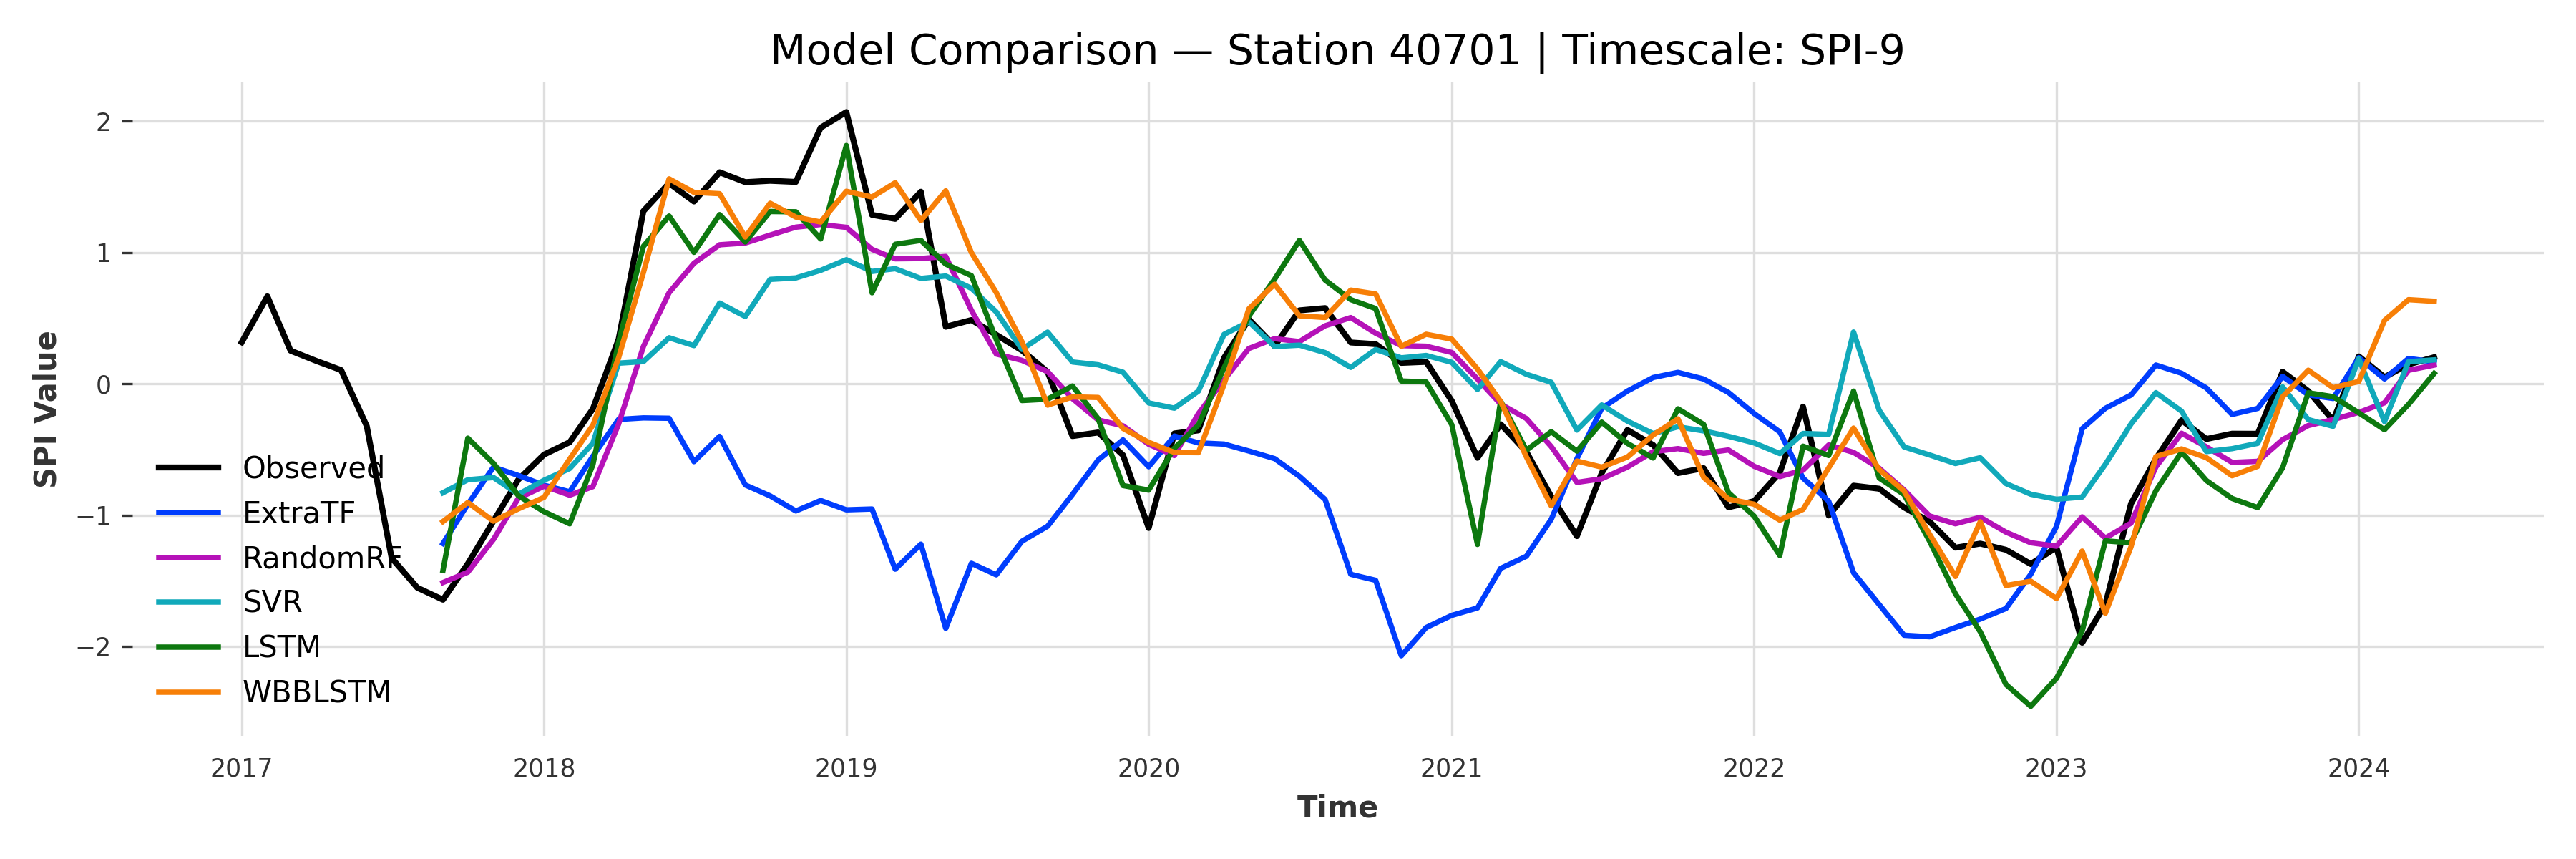 Model Comparison — Station 40701 | Timescale: SPI-9
SPI Value
2
1
0
−1
−2
Observed
ExtraTF
RandomRF
SVR
LSTM
WBBLSTM
2017 2018 2019 2020 2021 2022 2023 2024
Time